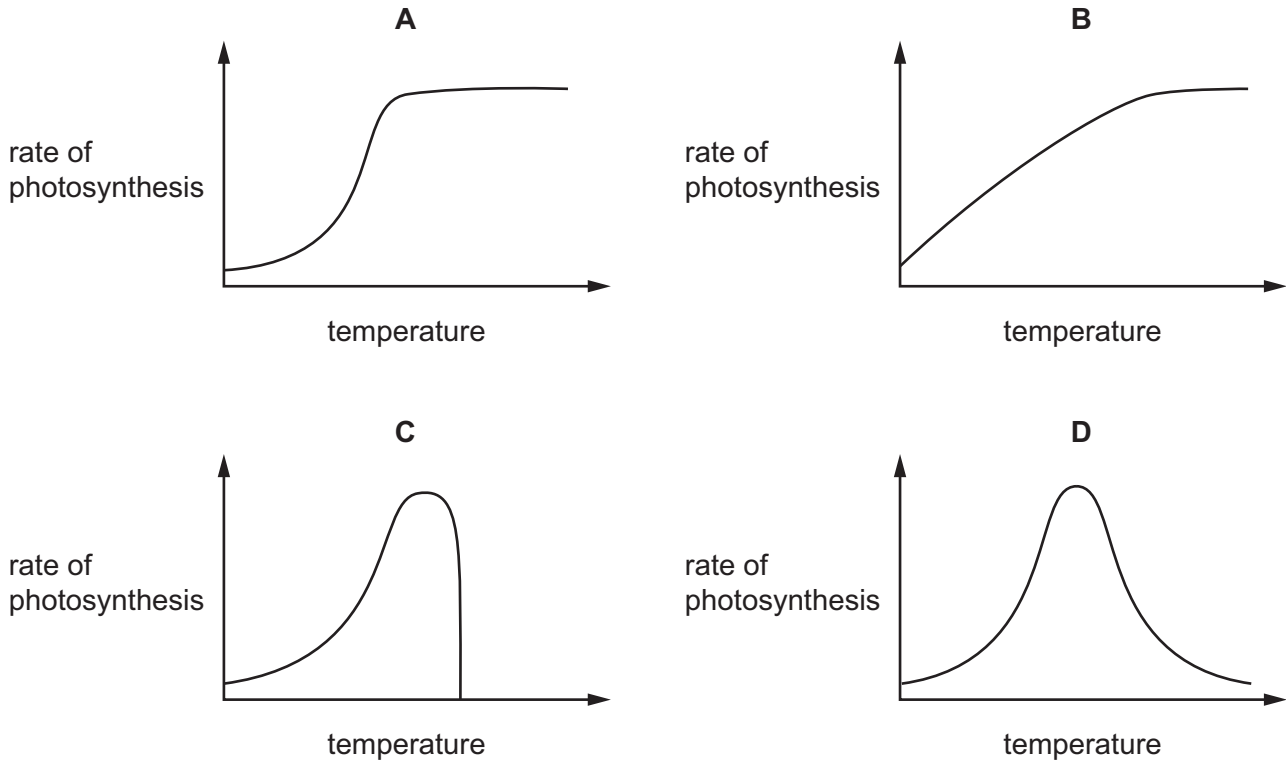 A
rate of
photosynthesis
temperature
B
rate of
photosynthesis
temperature
C
rate of
photosynthesis
temperature
D
rate of
photosynthesis
temperature